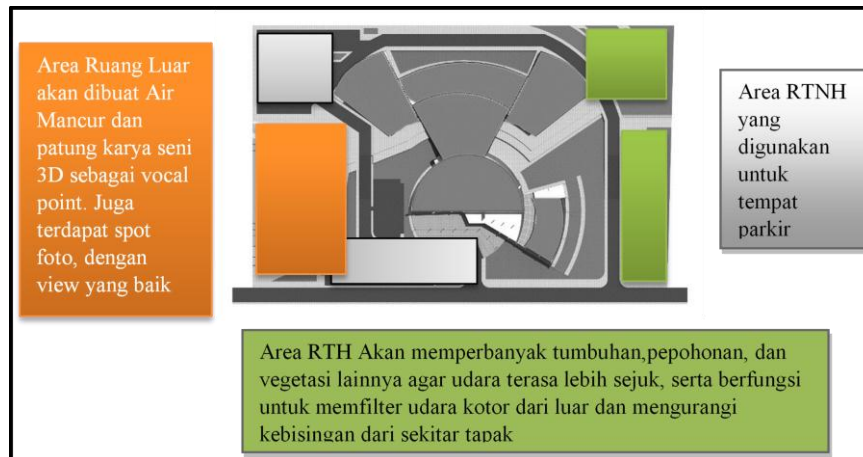 Area Ruang Luar
akan dibuat Air
Mancur dan
patung karya seni
3D sebagai vocal
point. Juga
terdapat spot
foto, dengan
view yang baik
Area RTNH
yang
digunakan
untuk
tempat
parkir
Area RTH Akan memperbanyak tumbuhan,pepohonan, dan
vegetasi lainnya agar udara terasa lebih sejuk, serta berfungsi
untuk memfilter udara kotor dari luar dan mengurangi
kebisingan dari sekitar tapak